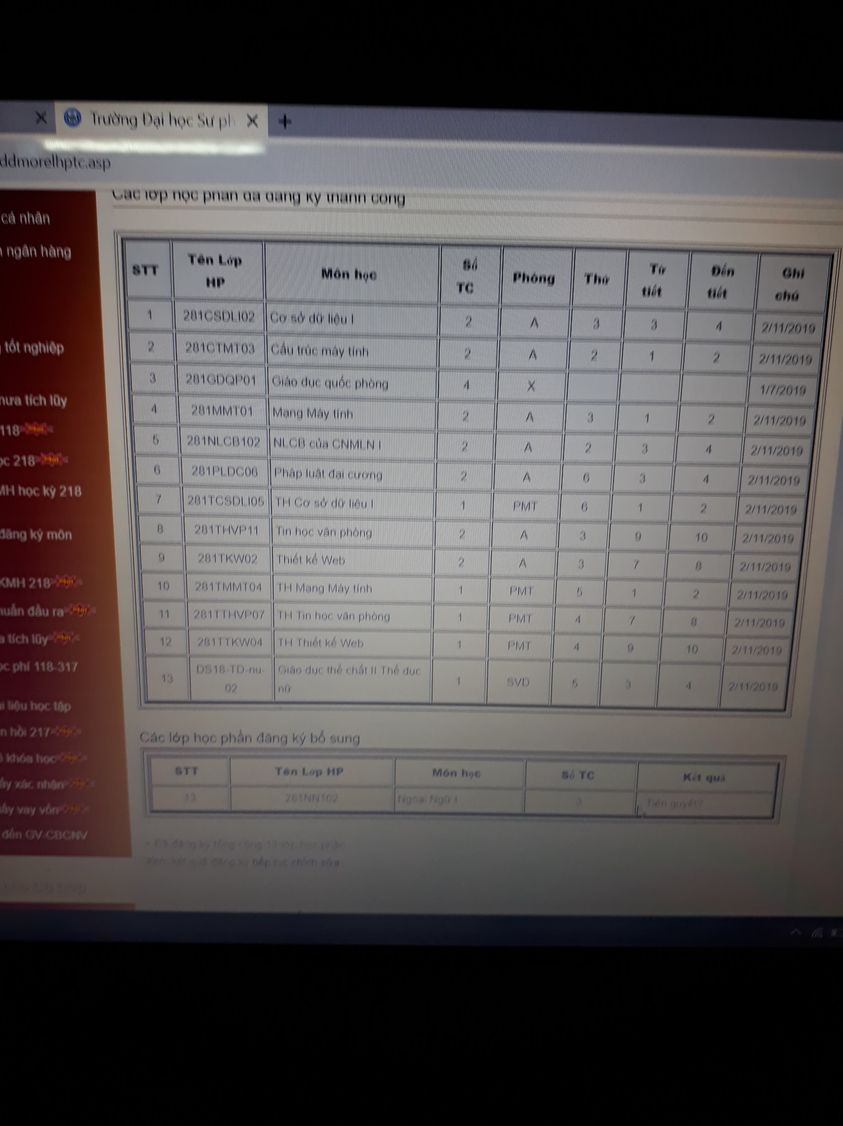 Trường Đại học Sư ph
ddmorelhptc.asp
cá nhân
ngân hàng
tốt nghiệp
tích lũy
118
218
học kỳ 218
đăng ký môn
KMH 218
đầu ra
tích lũy
phí 118-317
liệu học tập
hồi 217
khóa học
xác nhận
vay vốn
đến GV-CBCNV
Các lớp học phần đã đăng ký thành công
STT Tên Lớp HP Môn học Số TC Phòng Thứ Từ tiết Đến tiết Ghi chú
1 281CSDLI02 Cơ sở dữ liệu I 2 A 3 3 4 2/11/2019
2 281CTMT03 Cấu trúc máy tính 2 A 2 1 2 2/11/2019
3 281GDQP01 Giáo dục quốc phòng 4 X 1/7/2019
4 281MMT01 Mạng Máy tính 2 A 3 1 2 2/11/2019
5 281NLCB102 NLCB của CNMLN I 2 A 2 3 4 2/11/2019
6 281PLDC06 Pháp luật đại cương 2 A 6 3 4 2/11/2019
7 281TCSDLI05 TH Cơ sở dữ liệu I 1 PMT 6 1 2 2/11/2019
8 281THVP11 Tin học văn phòng 2 A 3 9 10 2/11/2019
9 281TKW02 Thiết kế Web 2 A 3 7 8 2/11/2019
10 281TMMT04 TH Mạng Máy tính 1 PMT 5 1 2 2/11/2019
11 281TTHVP07 TH Tin học văn phòng 1 PMT 4 7 8 2/11/2019
12 281TTKW04 TH Thiết kế Web 1 PMT 4 9 10 2/11/2019
13 DS18-TD-nu-02 Giáo dục thể chất II Thể dục nữ 1 SVD 5 3 4 2/11/2019
Các lớp học phần đăng ký bổ sung
STT Tên Lớp HP Môn học Số TC Kết quả
13 281NN102 Ngoại Ngữ I 3 Tiên quyết?